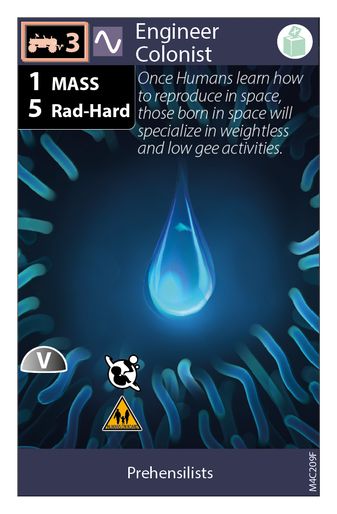 3
Engineer
Colonist
1 MASS
5 Rad-Hard
Once Humans learn how
to reproduce in space,
those born in space will
specialize in weightless
and low gee activities.
V
Prehensilists
M4C209F